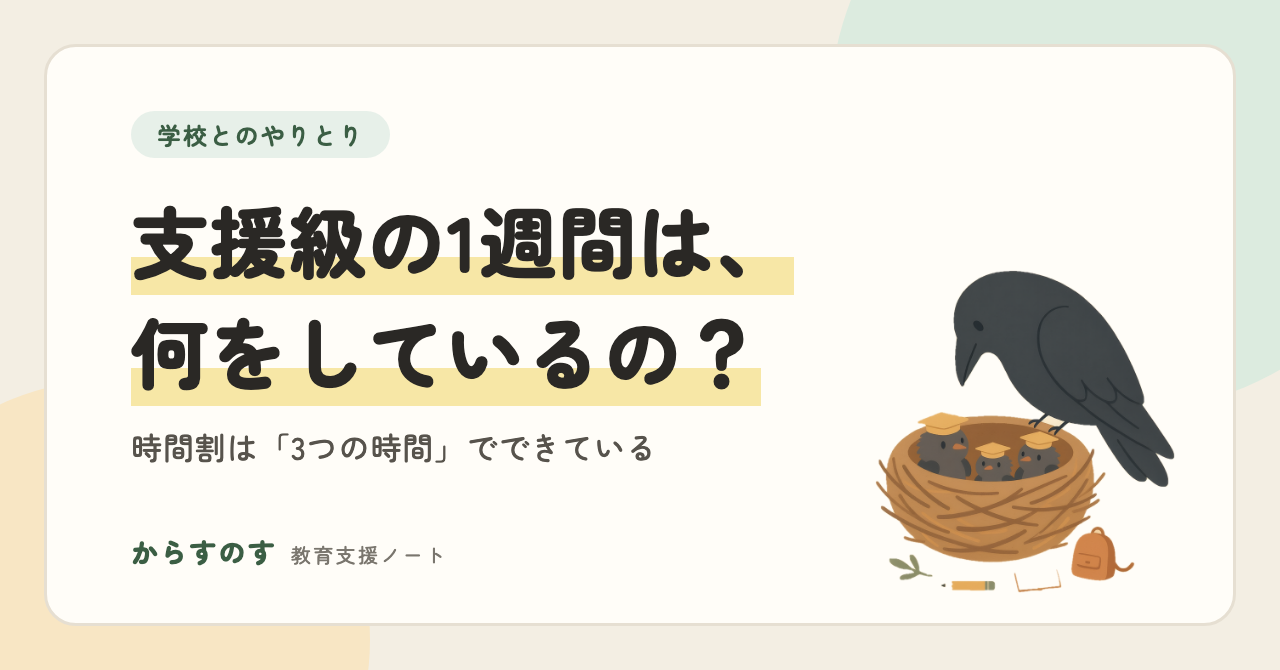 学校とのやりとり
支援級の1週間は、
何をしているの？
時間割は「3つの時間」でできている
からすのす 教育支援ノート